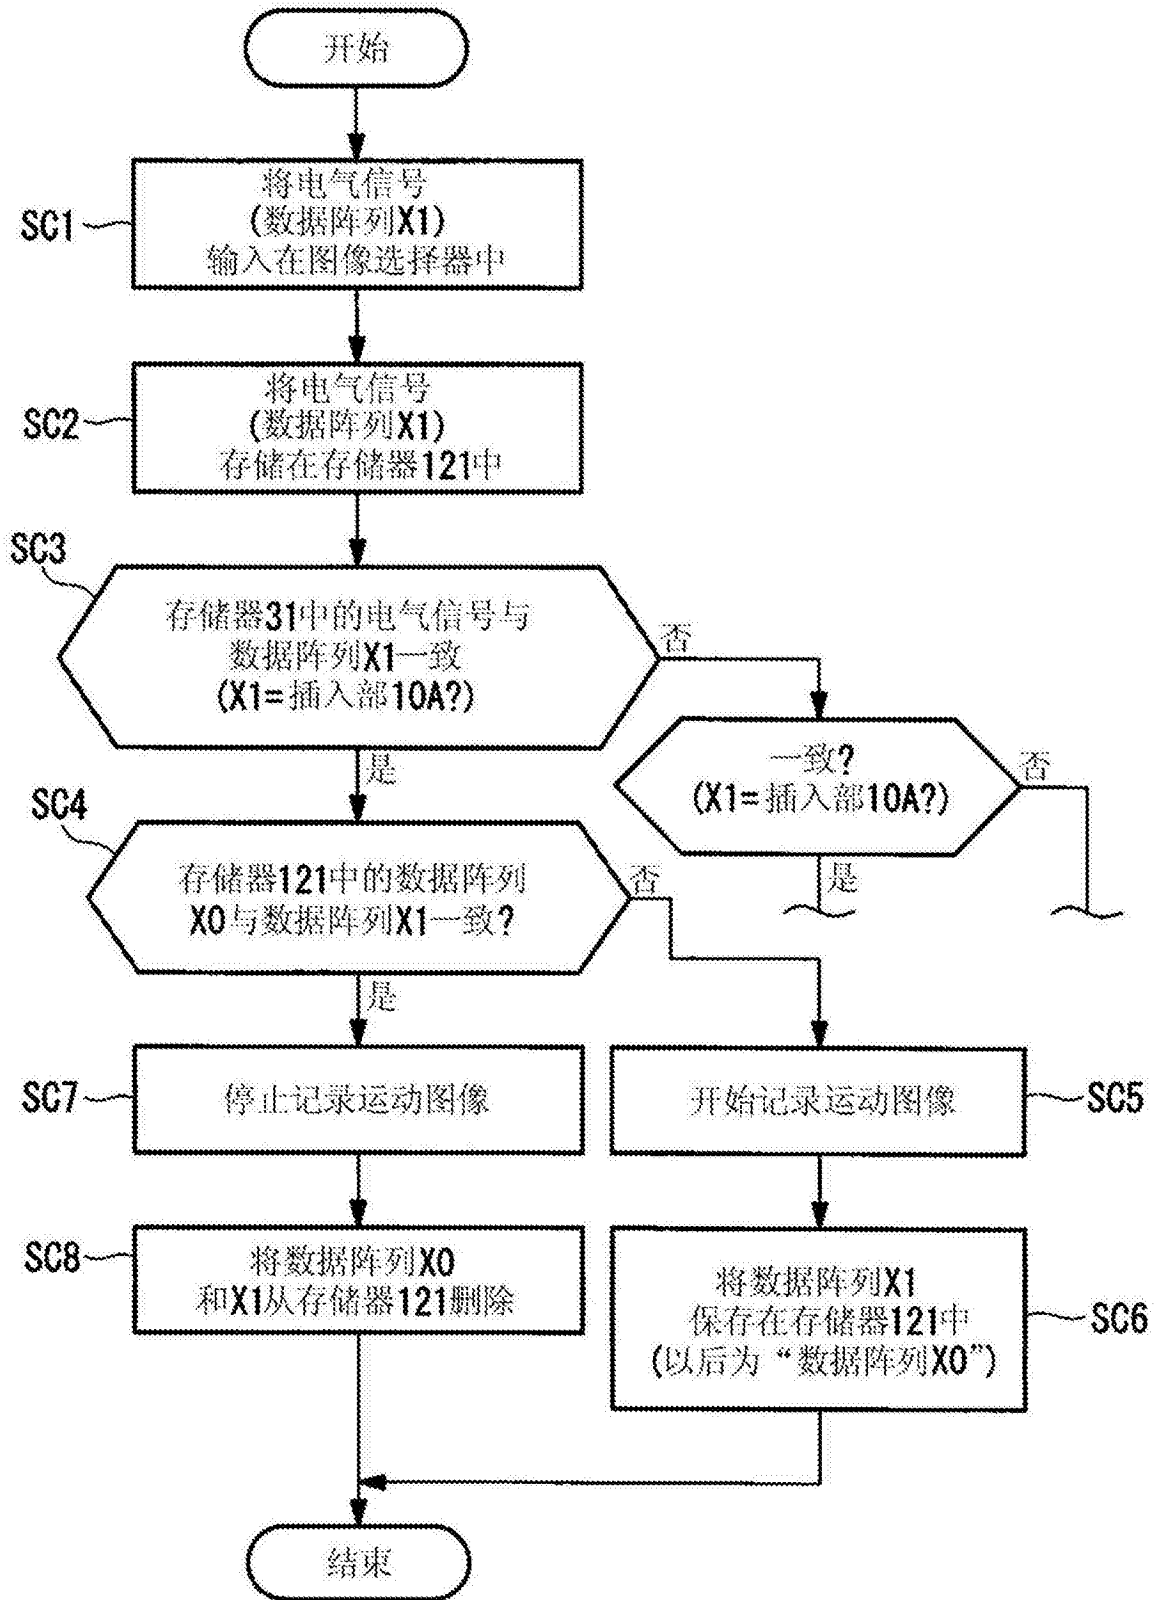 开始
SC1
将电气信号
(数据阵列X1)
输入在图像选择器中
SC2
将电气信号
(数据阵列X1)
存储在存储器121中
SC3
存储器31中的电气信号与
数据阵列X1一致
(X1=插入部10A?)
否
是
一致?
(X1=插入部10A?)
否
是
SC4
存储器121中的数据阵列
X0与数据阵列X1一致?
否
是
SC7
停止记录运动图像
开始记录运动图像
SC5
SC8
将数据阵列X0
和X1从存储器121删除
将数据阵列X1
保存在存储器121中
(以后为“数据阵列X0”)
SC6
结束